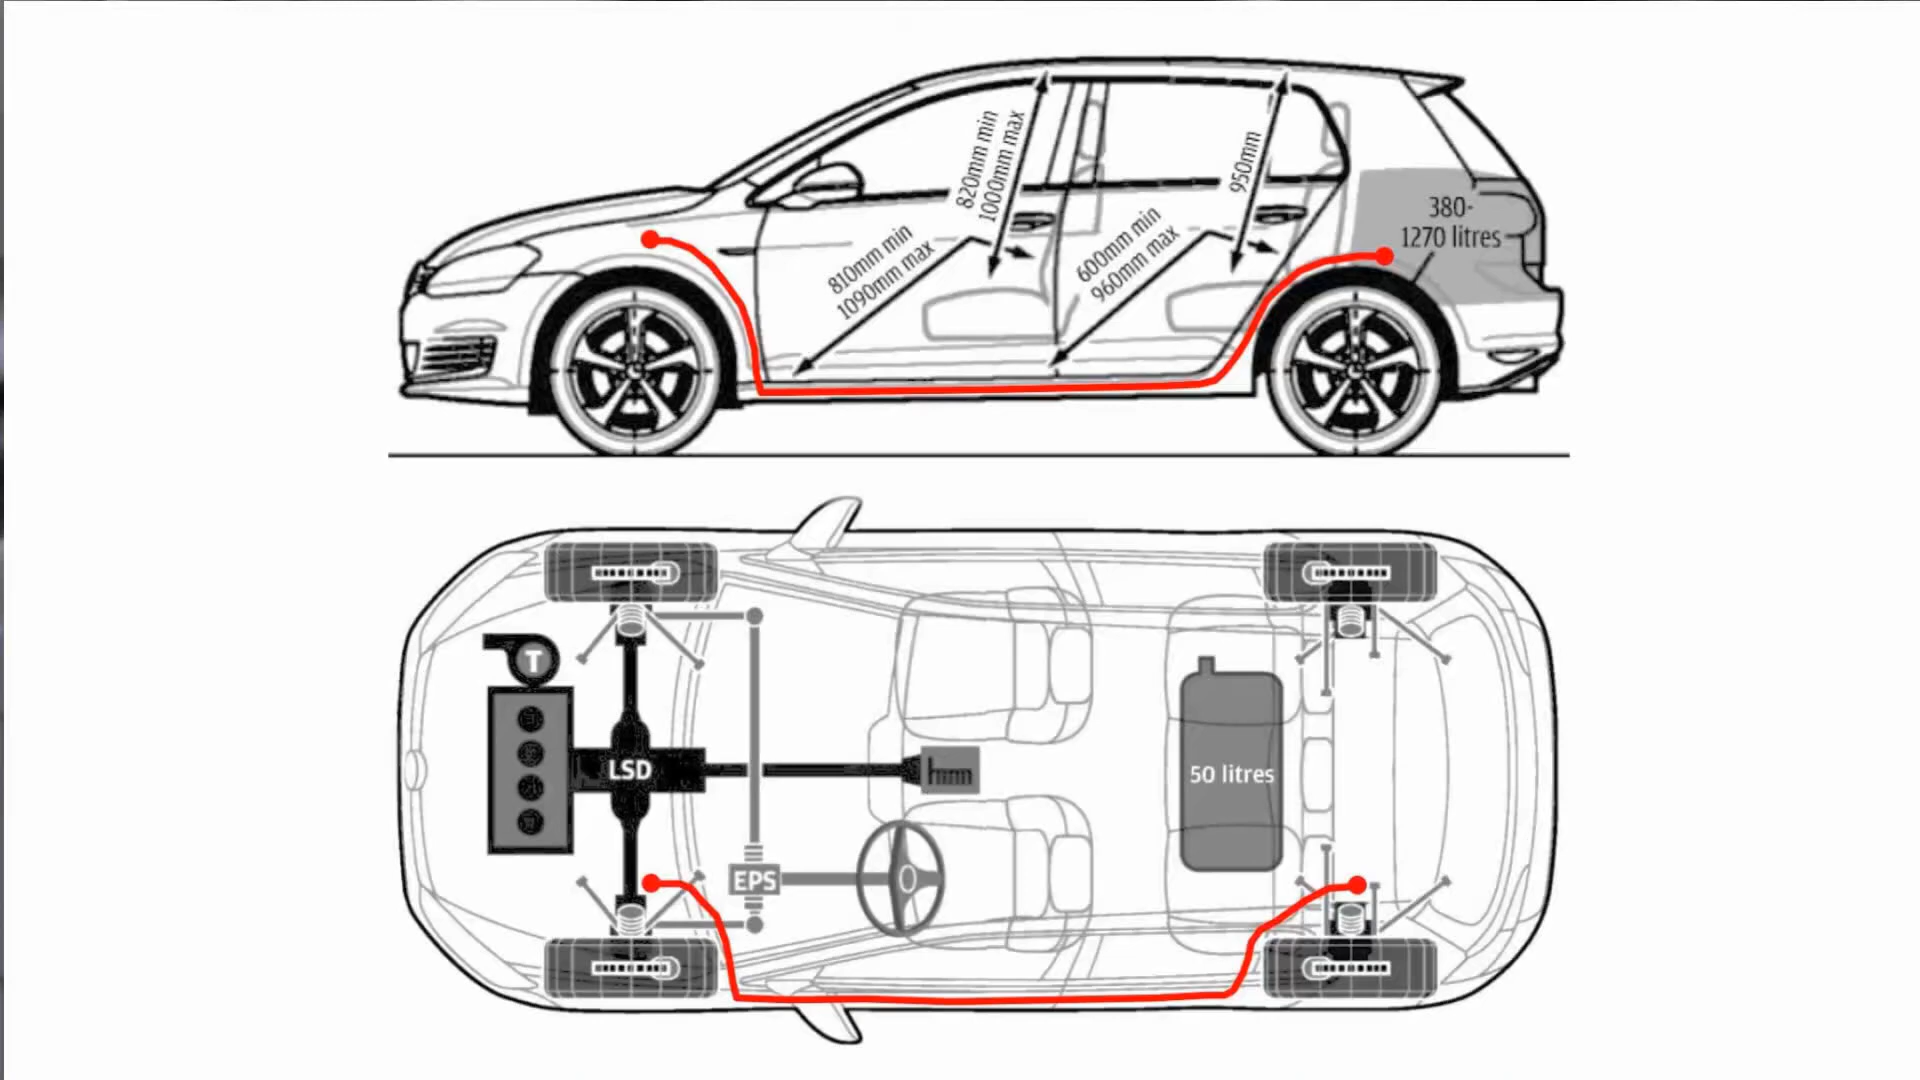 820mm min
1000mm max
950mm
810mm min
1090mm max
600mm min
960mm max
380-
1270 litres
T
LSD
EPS
50 litres